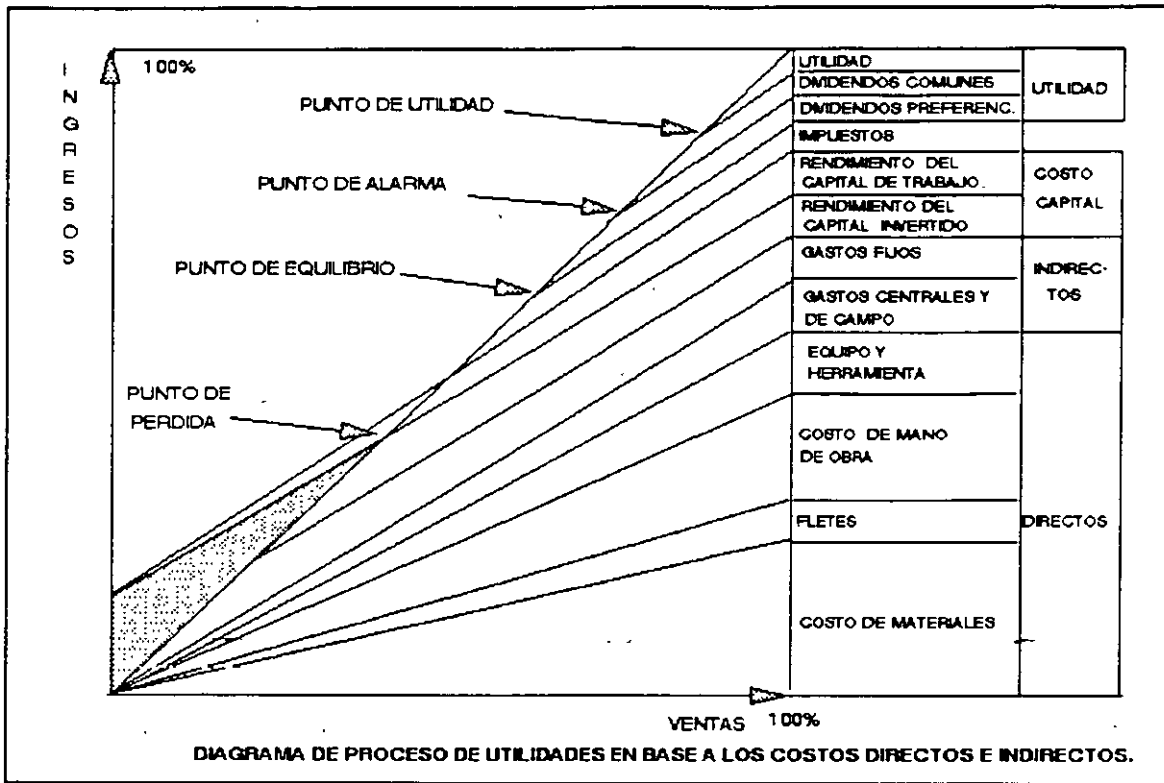 INGRESOS
100%
PUNTO DE UTILIDAD
PUNTO DE ALARMA
PUNTO DE EQUILIBRIO
PUNTO DE
PERDIDA
UTILIDAD
DIVIDENDOS COMUNES
DIVIDENDOS PREFERENC.
IMPUESTOS
RENDIMIENTO DEL
CAPITAL DE TRABAJO.
RENDIMIENTO DEL
CAPITAL INVERTIDO
GASTOS FIJOS
GASTOS CENTRALES Y
DE CAMPO
EQUIPO Y
HERRAMIENTA
COSTO DE MANO
DE OBRA
FLETES
COSTO DE MATERIALES
UTILIDAD
COSTO
CAPITAL
INDIREC-
TOS
DIRECTOS
VENTAS 100%
DIAGRAMA DE PROCESO DE UTILIDADES EN BASE A LOS COSTOS DIRECTOS E INDIRECTOS.